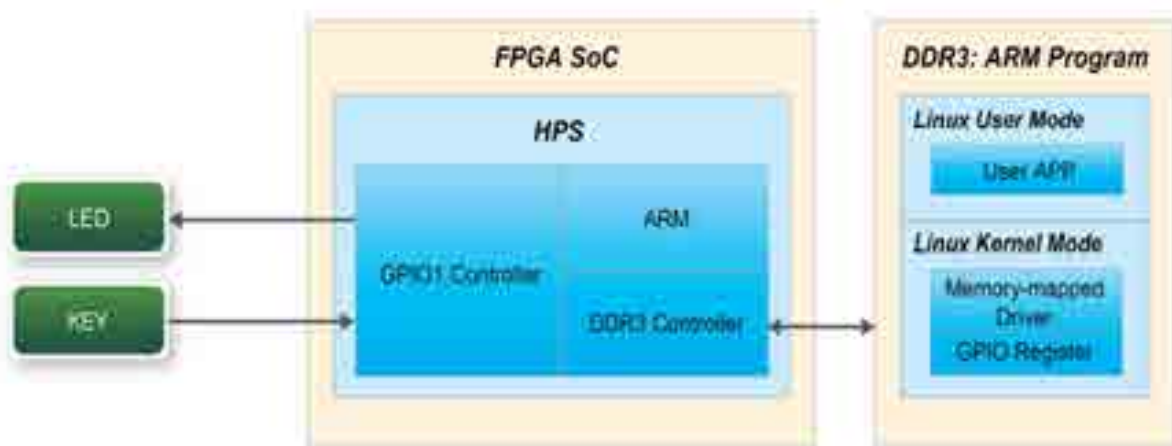 FPGA SoC
HPS
LED
KEY
GPIO1 Controller
ARM
DDR3 Controller
DDR3: ARM Program
Linux User Mode
User APP
Linux Kernel Mode
Memory-mapped
Driver
GPIO Register